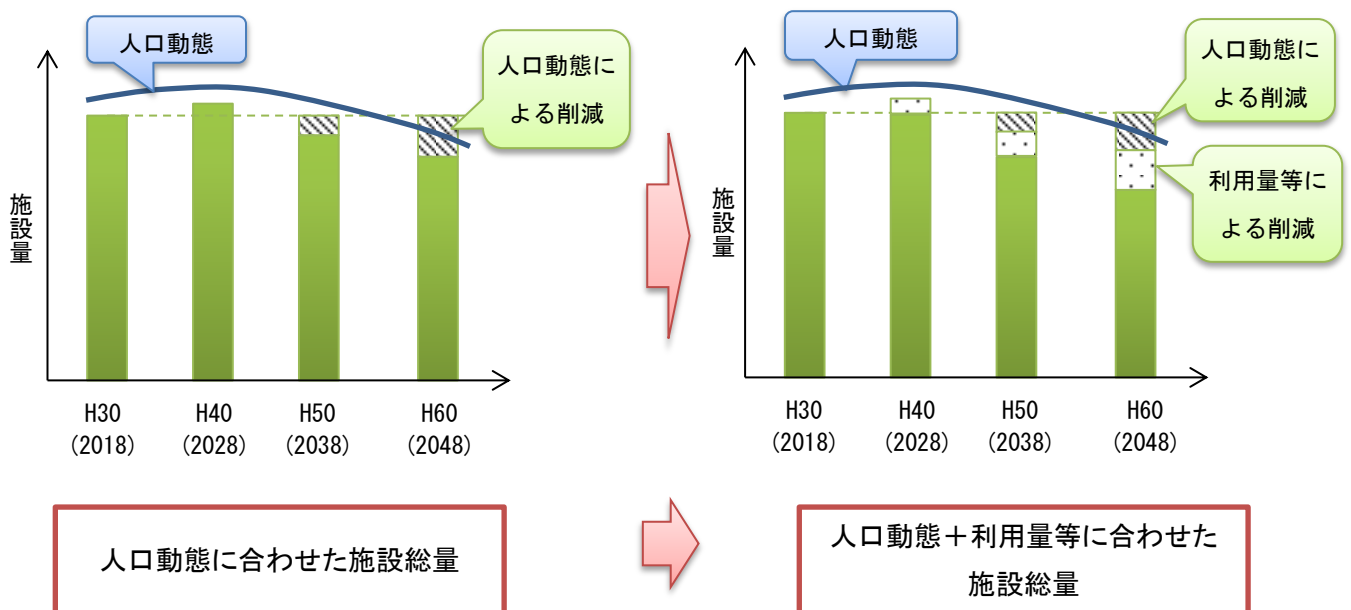 人口動態
人口動態に
よる削減
施設量
H30
(2018)
H40
(2028)
H50
(2038)
H60
(2048)
人口動態に合わせた施設総量
人口動態
人口動態に
よる削減
利用量等に
よる削減
施設量
H30
(2018)
H40
(2028)
H50
(2038)
H60
(2048)
人口動態＋利用量等に合わせた
施設総量